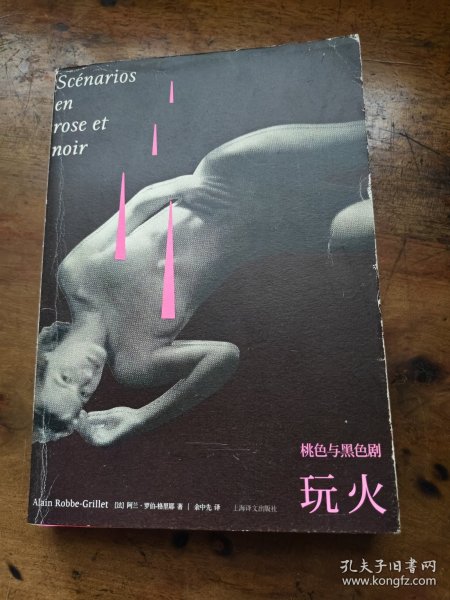 Scénarios
en
rose et
noir
桃色与黑色剧
玩火
Alain Robbe-Grillet [法] 阿兰·罗伯-格里耶 著 | 余中先 译 上海译文出版社
孔夫子旧书网
www.kongfz.com